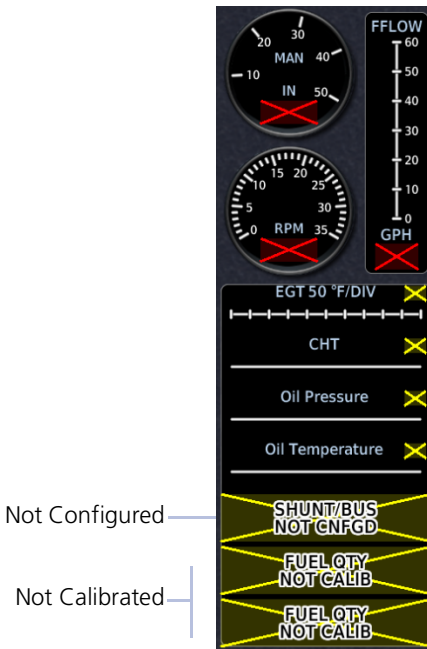 FFLOW
60
50
40
30
20
10
0
GPH
10
20
30
40
50
MAN
IN
0
5
10
15
20
25
30
35
RPM
EGT 50 °F/DIV
CHT
Oil Pressure
Oil Temperature
Not Configured
SHUNT/BUS
NOT CNFGD
Not Calibrated
FUEL QTY
NOT CALIB
FUEL QTY
NOT CALIB